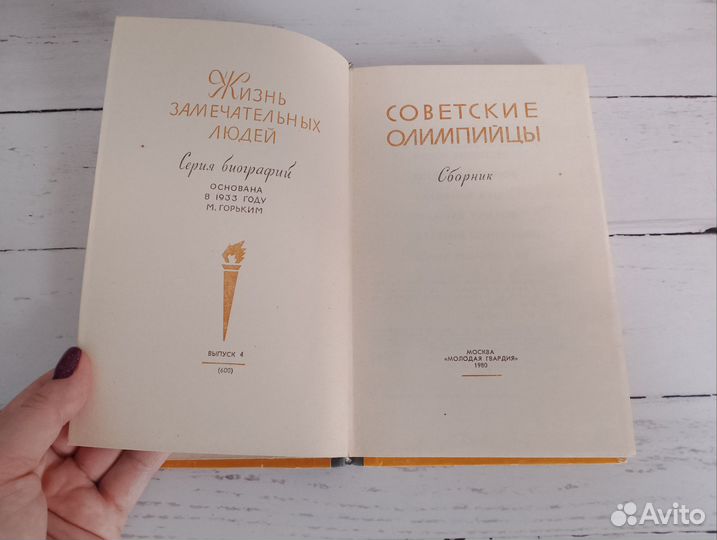 Жизнь
ЗАМЕЧАТЕЛЬНЫХ
ЛЮДЕЙ
Серия биографий
ОСНОВАНА
В 1933 ГОДУ
М. ГОРЬКИМ
ВЫПУСК 4
(600)
СОВЕТСКИЕ
ОЛИМПИЙЦЫ
Сборник
МОСКВА
«МОЛОДАЯ ГВАРДИЯ»
1980
Avito